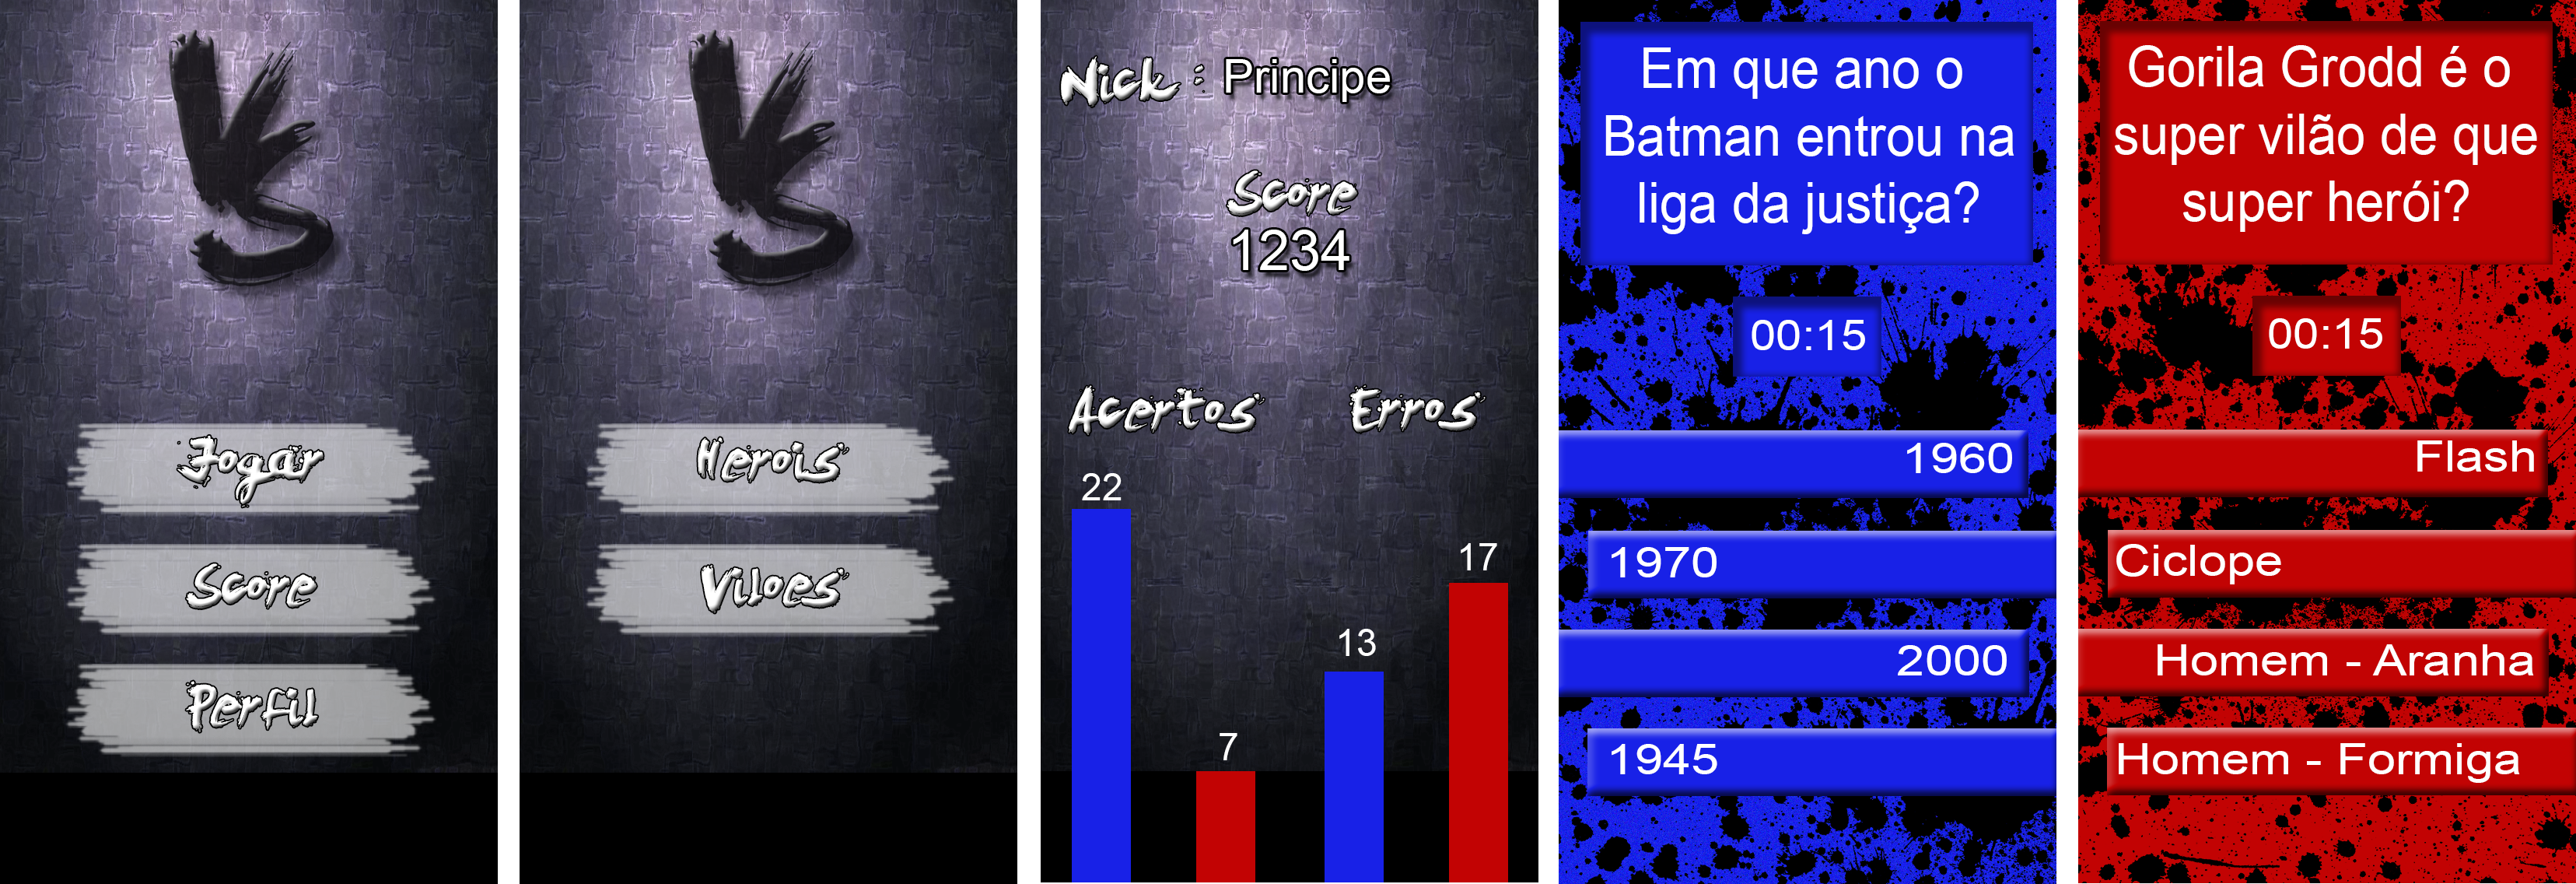 VS
Jogar
Score
Perfil
VS
Herois
Viloes
Nick : Principe
Score
1234
Acertos Erros
22
7
13
17
Em que ano o
Batman entrou na
liga da justiça?
00:15
1960
1970
2000
1945
Gorila Grodd é o
super vilão de que
super herói?
00:15
Flash
Ciclope
Homem - Aranha
Homem - Formiga